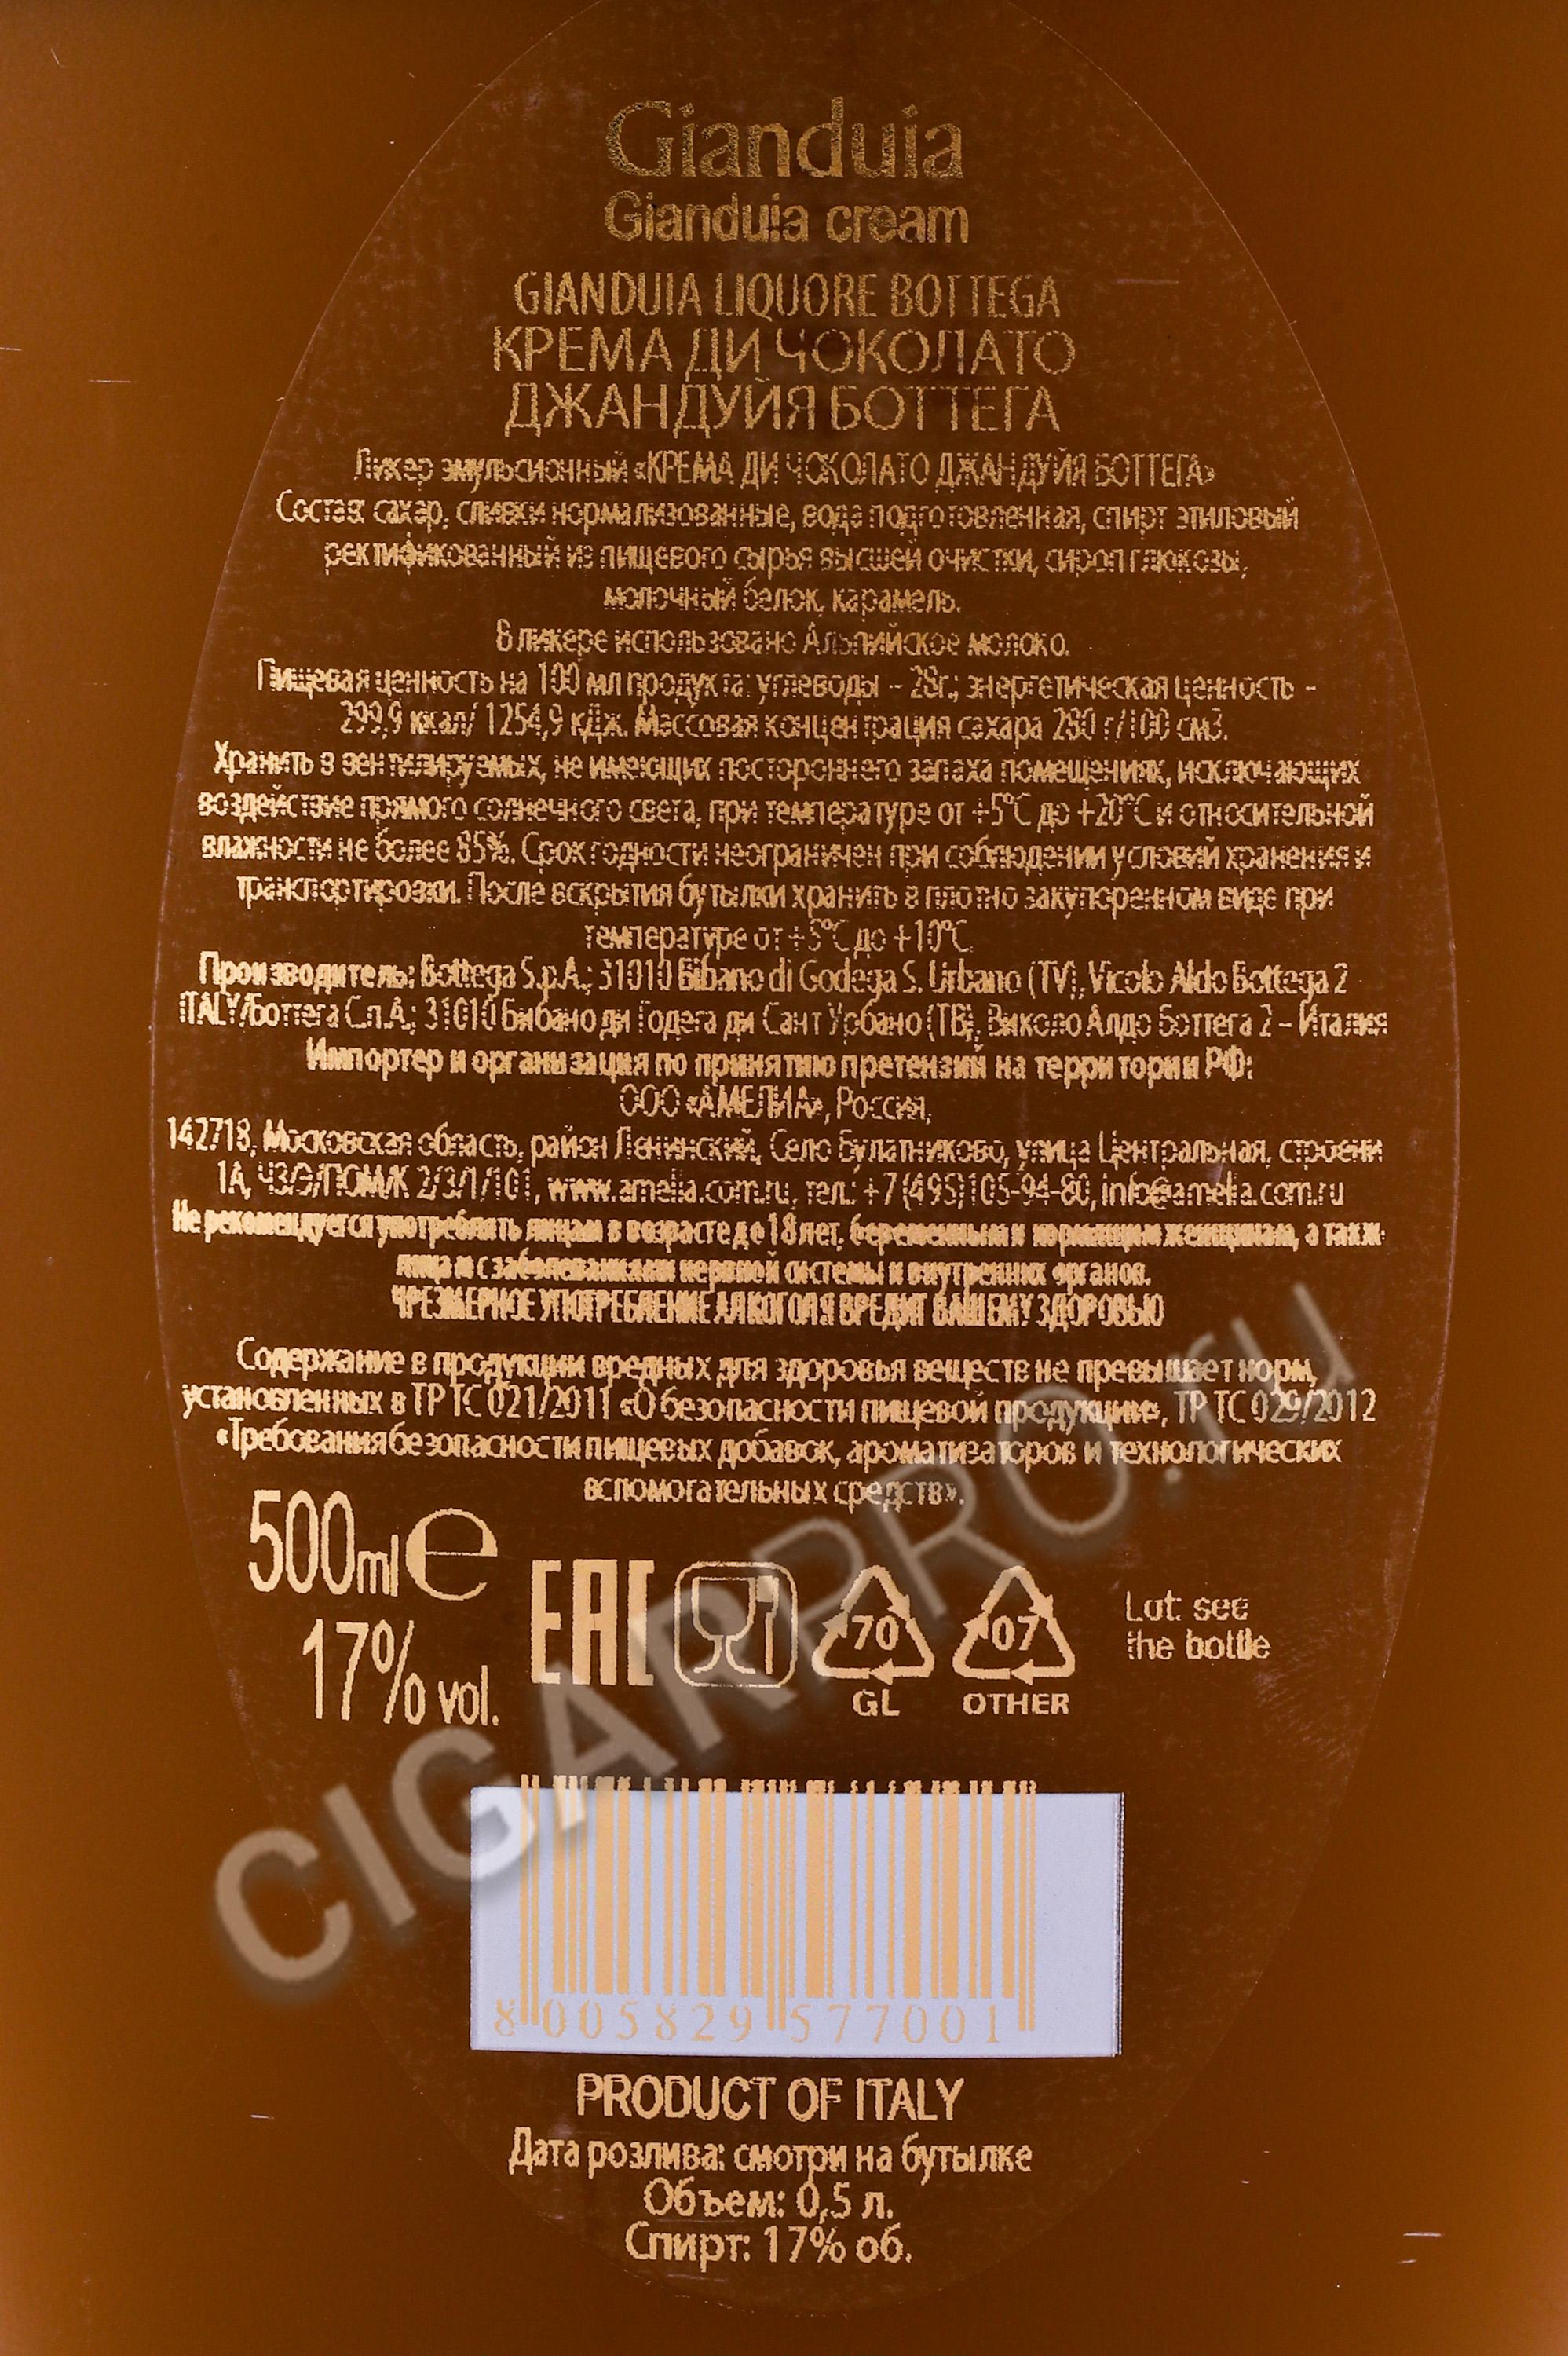 Gianduia
Gianduia cream
GIANDUIA LIQUORE BOTTEGA
КРЕМА ДИ ЧОКОЛАТО
ДЖАНДУЙЯ БОТТЕГА
Ликер эмульсионный «КРЕМА ДИ ЧОКОЛАТО ДЖАНДУЙЯ БОТТЕГА»
Состав: сахар, сливки нормализованные, вода подготовленная, спирт этиловый
ректификованный из пищевого сырья высшей очистки, сироп глюкозы,
молочный белок, карамель.
В ликере использовано Альпийское молоко.
Пищевая ценность на 100 мл продукта: углеводы - 28г.; энергетическая ценность -
299,9 ккал/ 1254,9 кДж. Массовая концентрация сахара 280 г/100 см3.
Хранить в вентилируемых, не имеющих постороннего запаха помещениях, исключающих
воздействие прямого солнечного света, при температуре от +5°С до +20°С и относительной
влажности не более 85%. Срок годности неограничен при соблюдении условий хранения и
транспортировки. После вскрытия бутылки хранить в плотно закупоренном виде при
температуре от +5°С до +10°С.
Производитель: Bottega S.p.A.; 31010 Bibano di Godega S. Urbano (TV), Vicolo Aldo Bottega 2
ITALY/Боттега С.п.А.; 31010 Бибано ди Годега ди Сант Урбано (ТВ), Виколо Алдо Боттега 2 – Италия
Импортер и организация по принятию претензий на территории РФ:
ООО «АМЕЛИА», Россия,
142718, Московская область, район Ленинский, Село Булатниково, улица Центральная, строени
1А, ЧЗ/Э/ПОМ/К 2/3/1/101, www.amelia.com.ru, тел.: +7(495)105-94-80, info@amelia.com.ru
Не рекомендуется употреблять лицам в возрасте до 18 лет, беременным и кормящим женщинам, а такж
лица м с заболеваниями нервной системы и внутренних органов.
ЧРЕЗМЕРНОЕ УПОТРЕБЛЕНИЕ АЛКОГОЛЯ ВРЕДИТ ВАШЕМУ ЗДОРОВЬЮ
Содержание в продукции вредных для здоровья веществ не превышает норм,
установленных в ТР ТС 021/2011 «О безопасности пищевой продукции», ТР ТС 029/2012
«Требования безопасности пищевых добавок, ароматизаторов и технологических
вспомогательных средств».
500ml e
17% vol.
EAC
70
GL
07
OTHER
Lot: see
the bottle
CIGARPRO.ru
8 005829 577001
PRODUCT OF ITALY
Дата розлива: смотри на бутылке
Объем: 0,5 л.
Спирт: 17% об.